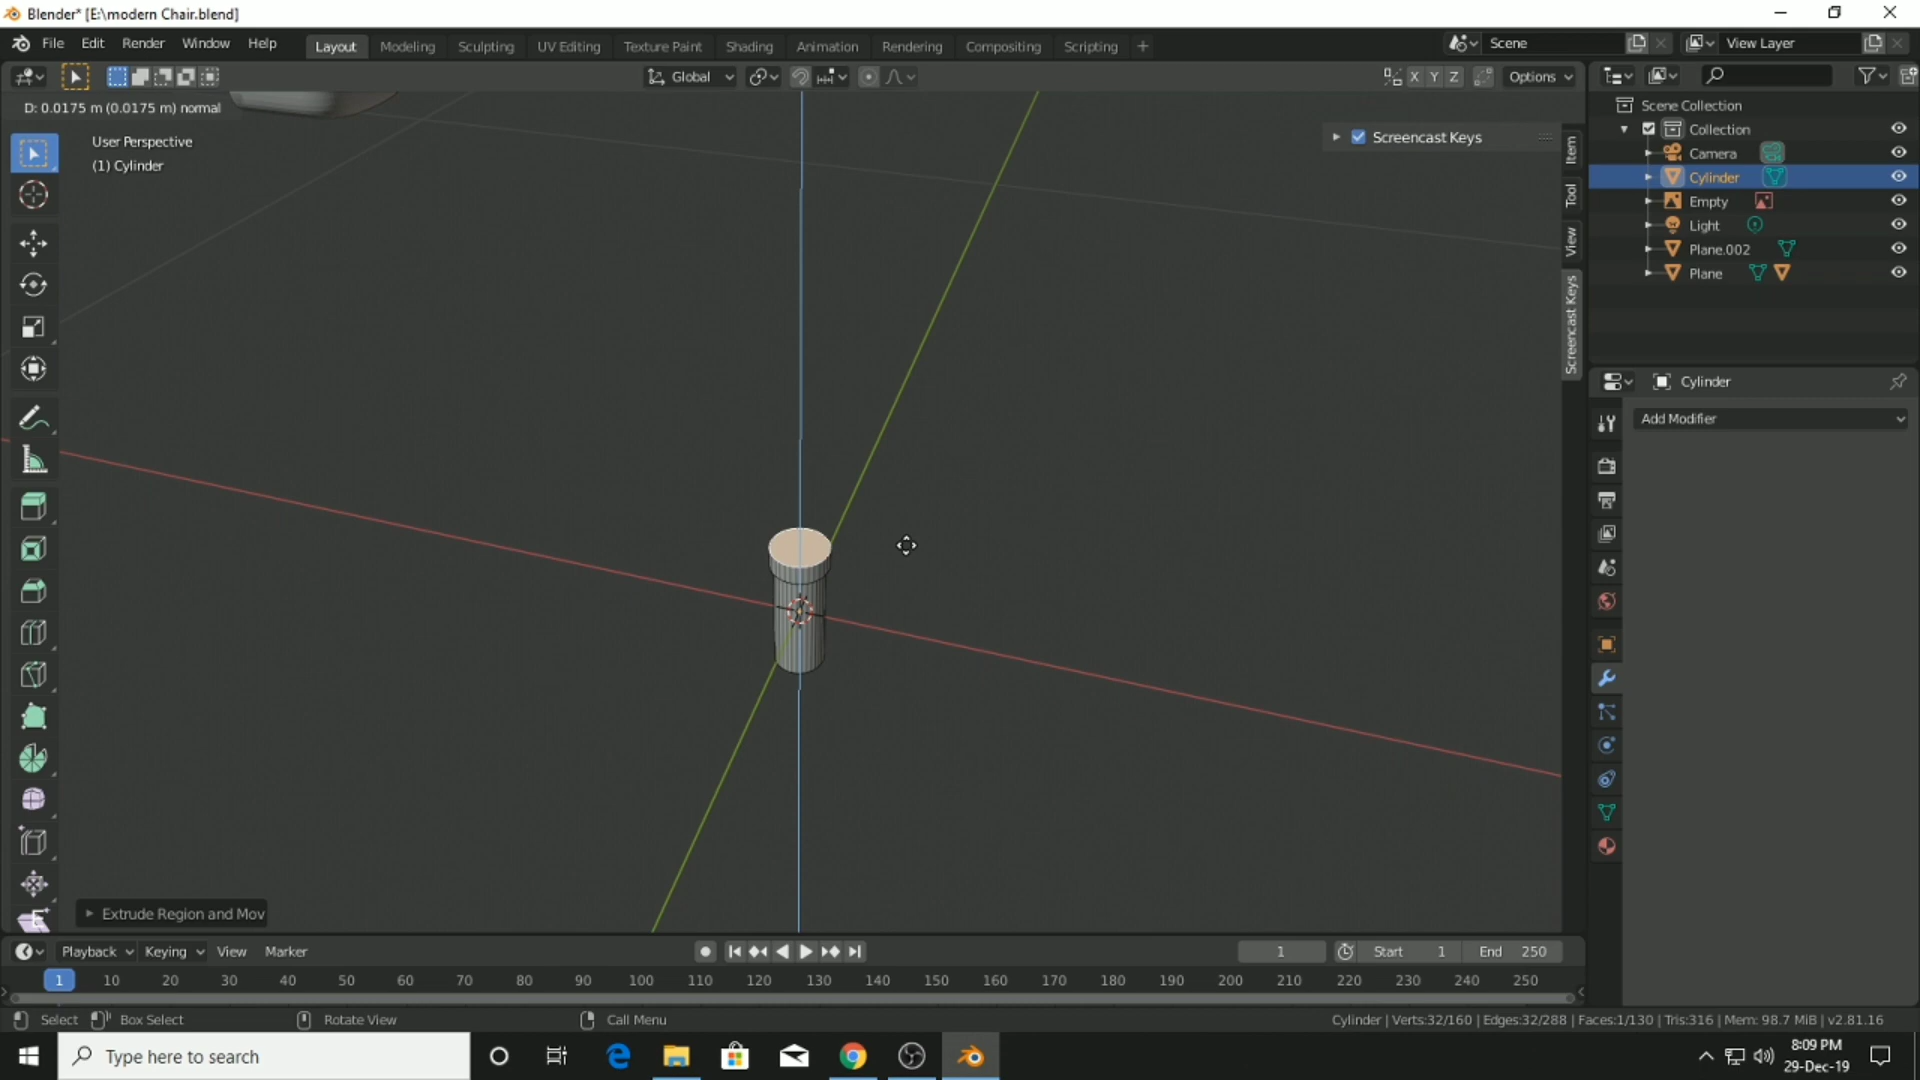 Blender* [E:\modern Chair.blend]
File Edit Render Window Help Layout Modeling Sculpting UV Editing Texture Paint Shading Animation Rendering Compositing Scripting + Scene View Layer
Global X Y Z Options
D: 0.0175 m (0.0175 m) normal
User Perspective
(1) Cylinder
Screencast Keys
Item
Tool
View
Screencast Keys
Scene Collection
Collection
Camera
Cylinder
Empty
Light
Plane.002
Plane
Cylinder
Add Modifier
E
Extrude Region and Mov
Playback Keying View Marker 1 Start 1 End 250
1 10 20 30 40 50 60 70 80 90 100 110 120 130 140 150 160 170 180 190 200 210 220 230 240 250
Select Box Select Rotate View Call Menu Cylinder | Verts:32/160 | Edges:32/288 | Faces:1/130 | Tris:316 | Mem: 98.7 MiB | v2.81.16
Type here to search
8:09 PM
29-Dec-19